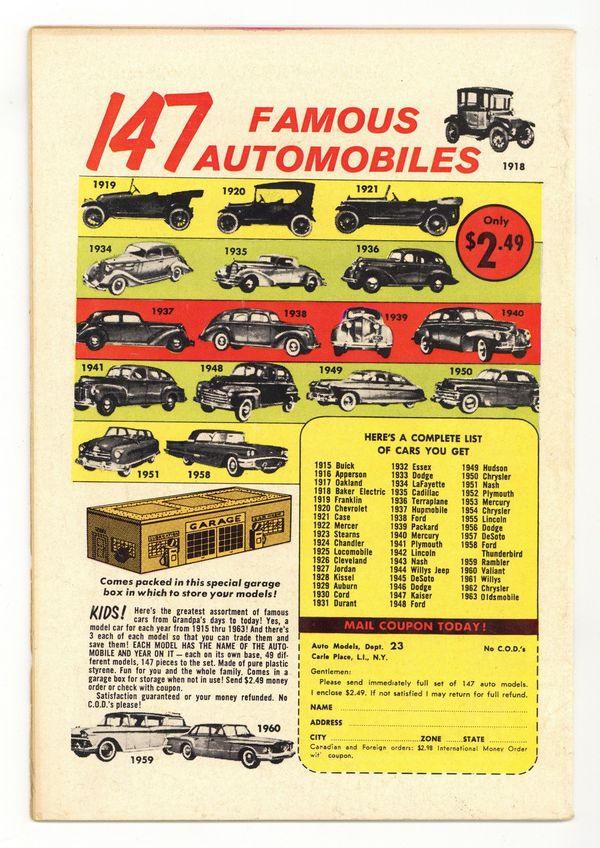 147 FAMOUS
AUTOMOBILES
1918
1919
1920
1921
Only
$2.49
1934
1935
1936
1937
1938
1939
1940
1941
1948
1949
1950
1951
1958
GARAGE
Comes packed in this special garage
box in which to store your models!
KIDS! Here's the greatest assortment of famous
cars from Grandpa's days to today! Yes, a
model car for each year from 1915 thru 1963! And there's
3 each of each model so that you can trade them and
save them! EACH MODEL HAS THE NAME OF THE AUTO-
MOBILE AND YEAR ON IT — each on its own base, 49 dif-
ferent models, 147 pieces to the set. Made of pure plastic
styrene. Fun for you and the whole family. Comes in a
garage box for storage when not in use! Send $2.49 money
order or check with coupon.
Satisfaction guaranteed or your money refunded. No
C.O.D.'s please!
1959
1960
HERE'S A COMPLETE LIST
OF CARS YOU GET
1915 Buick
1916 Apperson
1917 Oakland
1918 Baker Electric
1919 Franklin
1920 Chevrolet
1921 Case
1922 Mercer
1923 Stearns
1924 Chandler
1925 Locomobile
1926 Cleveland
1927 Jordan
1928 Kissel
1929 Auburn
1930 Cord
1931 Durant
1932 Essex
1933 Dodge
1934 LaFayette
1935 Cadillac
1936 Terraplane
1937 Hupmobile
1938 Ford
1939 Packard
1940 Mercury
1941 Plymouth
1942 Lincoln
1943 Nash
1944 Willys Jeep
1945 DeSoto
1946 Dodge
1947 Kaiser
1948 Ford
1949 Hudson
1950 Chrysler
1951 Nash
1952 Plymouth
1953 Mercury
1954 Chrysler
1955 Lincoln
1956 Dodge
1957 DeSoto
1958 Ford
Thunderbird
1959 Rambler
1960 Valiant
1961 Willys
1962 Chrysler
1963 Oldsmobile
MAIL COUPON TODAY!
Auto Models, Dept. 23 No C.O.D.'s
Carle Place, L.I., N.Y.
Gentlemen:
Please send immediately full set of 147 auto models.
I enclose $2.49. If not satisfied I may return for full refund.
NAME
ADDRESS
CITY ZONE STATE
Canadian and Foreign orders: $2.98 International Money Order
wit' coupon.